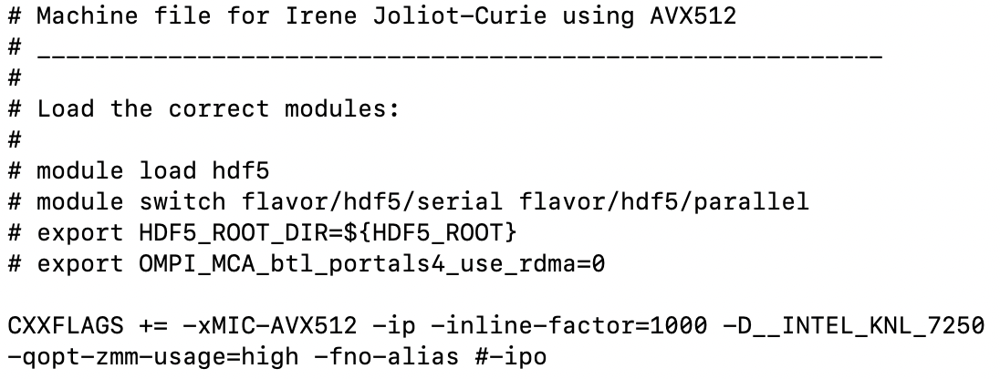 # Machine file for Irene Joliot-Curie using AVX512
# __________________________________________________________
#
# Load the correct modules:
#
# module load hdf5
# module switch flavor/hdf5/serial flavor/hdf5/parallel
# export HDF5_ROOT_DIR=${HDF5_ROOT}
# export OMPI_MCA_btl_portals4_use_rdma=0

CXXFLAGS += -xMIC-AVX512 -ip -inline-factor=1000 -D__INTEL_KNL_7250
-qopt-zmm-usage=high -fno-alias #-ipo